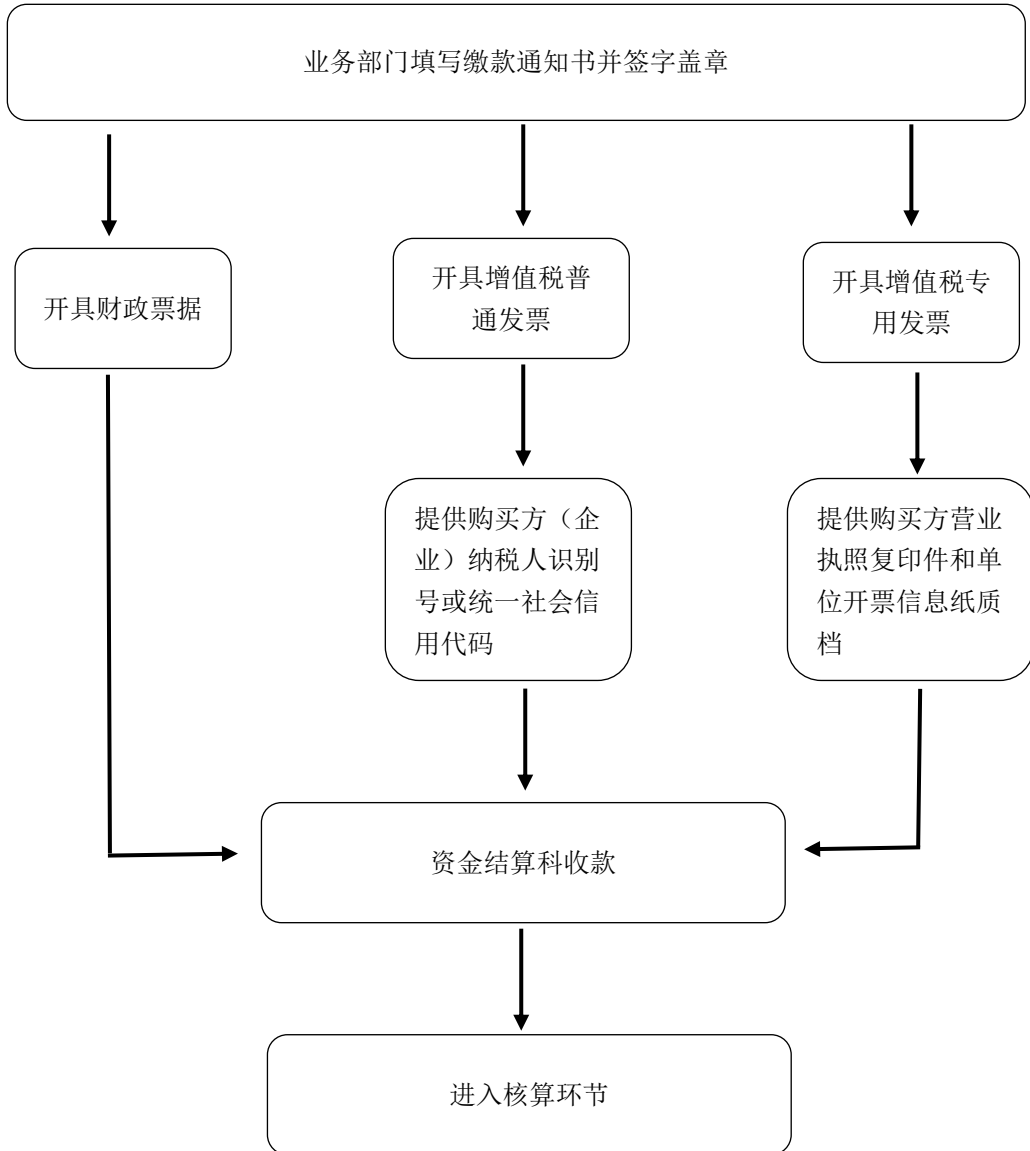 业务部门填写缴款通知书并签字盖章
开具财政票据
开具增值税普
通发票
开具增值税专
用发票
提供购买方（企
业）纳税人识别
号或统一社会信
用代码
提供购买方营业
执照复印件和单
位开票信息纸质
档
资金结算科收款
进入核算环节